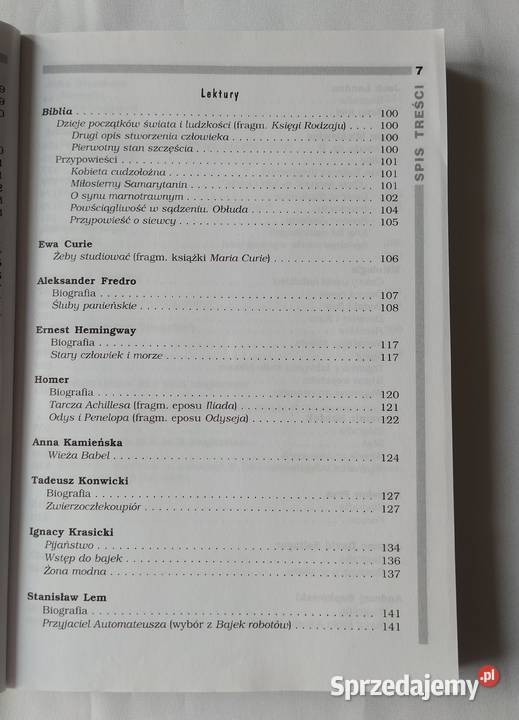 7
SPIS TREŚCI
Lektury
Biblia . . . 100
Dzieje początków świata i ludzkości (fragm. Księgi Rodzaju) . . . 100
Drugi opis stworzenia człowieka . . . 100
Pierwotny stan szczęścia . . . 100
Przypowieści . . . 101
Kobieta cudzołożna . . . 101
Miłosierny Samarytanin . . . 101
O synu marnotrawnym . . . 102
Powściągliwość w sądzeniu. Obłuda . . . 104
Przypowieść o siewcy . . . 105
Ewa Curie
Żeby studiować (fragm. książki Maria Curie) . . . 106
Aleksander Fredro
Biografia . . . 107
Śluby panieńskie . . . 108
Ernest Hemingway
Biografia . . . 117
Stary człowiek i morze . . . 117
Homer
Biografia . . . 120
Tarcza Achillesa (fragm. eposu Iliada) . . . 121
Odys i Penelopa (fragm. eposu Odyseja) . . . 122
Anna Kamieńska
Wieża Babel . . . 124
Tadeusz Konwicki
Biografia . . . 127
Zwierzoczłekoupiór . . . 127
Ignacy Krasicki
Pijaństwo . . . 134
Wstęp do bajek . . . 136
Żona modna . . . 137
Stanisław Lem
Biografia . . . 141
Przyjaciel Automateusza (wybór z Bajek robotów) . . . 141
Sprzedajemy.pl